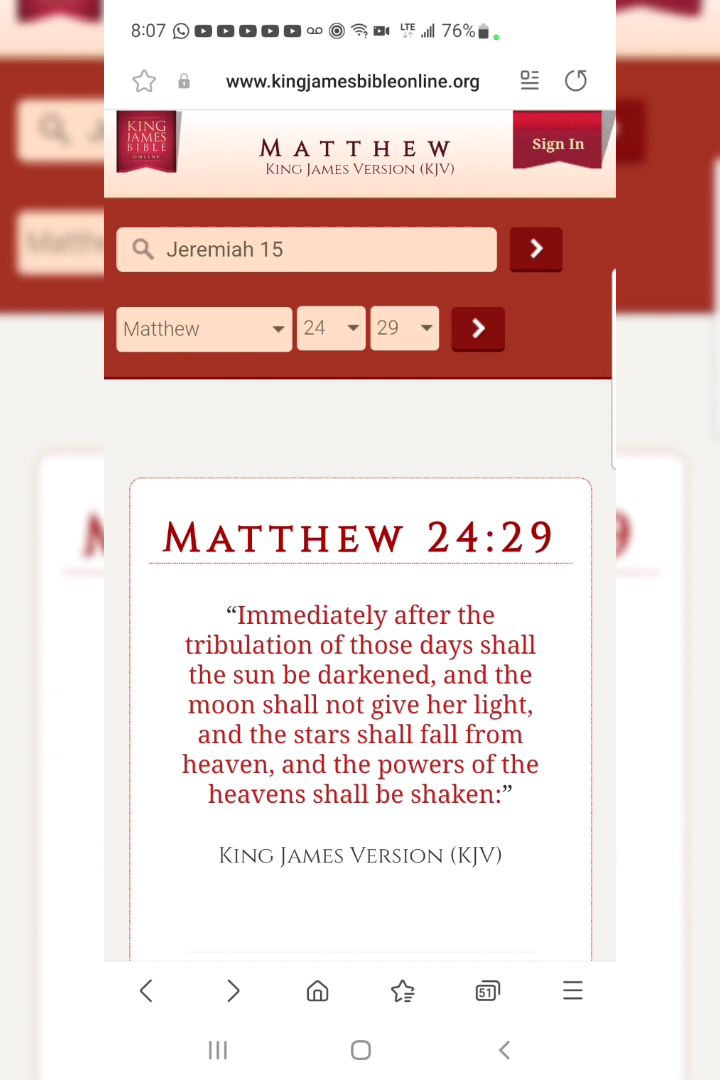 8:07 LTE 76%
www.kingjamesbibleonline.org
KING
JAMES
BIBLE
ONLINE
MATTHEW
KING JAMES VERSION (KJV)
Sign In
Jeremiah 15
Matthew 24 29
MATTHEW 24:29
“Immediately after the
tribulation of those days shall
the sun be darkened, and the
moon shall not give her light,
and the stars shall fall from
heaven, and the powers of the
heavens shall be shaken:”
KING JAMES VERSION (KJV)
51